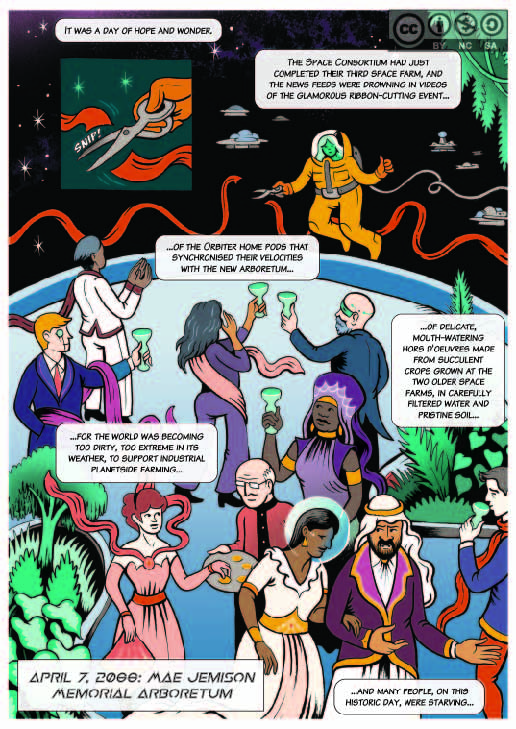 cc
BY NC SA
IT WAS A DAY OF HOPE AND WONDER.
THE SPACE CONSORTIUM HAD JUST
COMPLETED THEIR THIRD SPACE FARM, AND
THE NEWS FEEDS WERE DROWNING IN VIDEOS
OF THE GLAMOROUS RIBBON-CUTTING EVENT...
SNIP!
...OF THE ORBITER HOME PODS THAT
SYNCHRONISED THEIR VELOCITIES
WITH THE NEW ARBORETUM...
...OF DELICATE,
MOUTH-WATERING
HORS D'OEUVRES MADE
FROM SUCCULENT
CROPS GROWN AT THE
TWO OLDER SPACE
FARMS, IN CAREFULLY
FILTERED WATER AND
PRISTINE SOIL...
...FOR THE WORLD WAS BECOMING
TOO DIRTY, TOO EXTREME IN ITS
WEATHER, TO SUPPORT INDUSTRIAL
PLANETSIDE FARMING...
APRIL 7, MAE JEMISON
MEMORIAL ARBORETUM
...AND MANY PEOPLE, ON THIS
HISTORIC DAY, WERE STARVING...